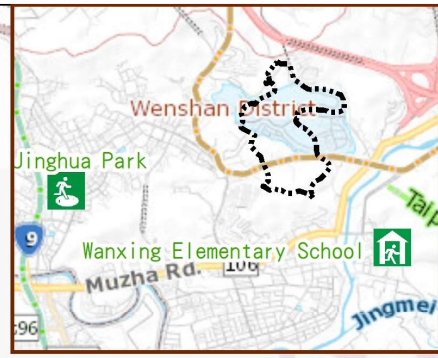 Wenshan District
Jinghua Park
9
Taip
Wanxing Elementary School
106
Muzha Rd.
Jingmei
96